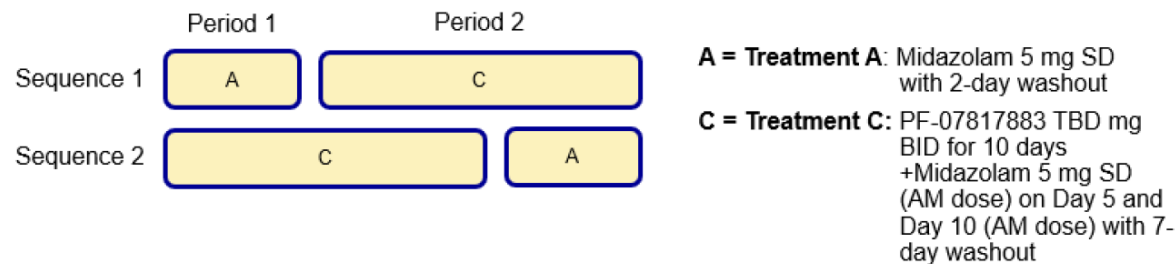 Period 1 Period 2
Sequence 1 A C
Sequence 2 C A
A = Treatment A: Midazolam 5 mg SD
with 2-day washout
C = Treatment C: PF-07817883 TBD mg
BID for 10 days
+Midazolam 5 mg SD
(AM dose) on Day 5 and
Day 10 (AM dose) with 7-
day washout